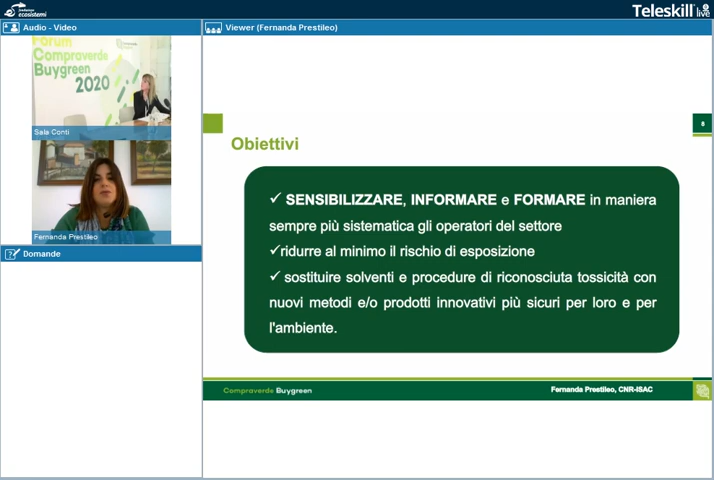 fondazione
ecosistemi
Teleskill live
Audio - Video
Viewer (Fernanda Prestileo)
Forum
Compraverde
Buygreen
2020
Sala Conti
Fernanda Prestileo
Domande
8
Obiettivi
✓ SENSIBILIZZARE, INFORMARE e FORMARE in maniera
sempre più sistematica gli operatori del settore
✓ridurre al minimo il rischio di esposizione
✓ sostituire solventi e procedure di riconosciuta tossicità con
nuovi metodi e/o prodotti innovativi più sicuri per loro e per
l'ambiente.
Compraverde Buygreen
Fernanda Prestileo, CNR-ISAC